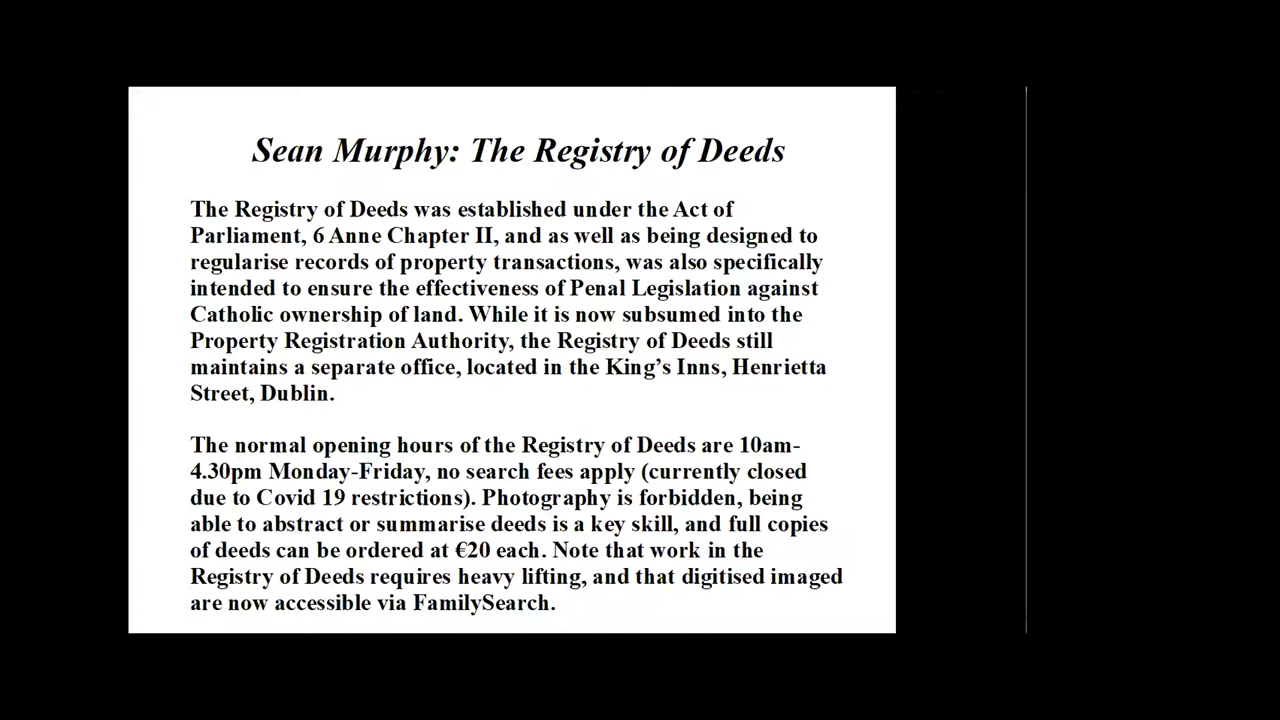 Sean Murphy: The Registry of Deeds
The Registry of Deeds was established under the Act of
Parliament, 6 Anne Chapter II, and as well as being designed to
regularise records of property transactions, was also specifically
intended to ensure the effectiveness of Penal Legislation against
Catholic ownership of land. While it is now subsumed into the
Property Registration Authority, the Registry of Deeds still
maintains a separate office, located in the King’s Inns, Henrietta
Street, Dublin.
The normal opening hours of the Registry of Deeds are 10am-
4.30pm Monday-Friday, no search fees apply (currently closed
due to Covid 19 restrictions). Photography is forbidden, being
able to abstract or summarise deeds is a key skill, and full copies
of deeds can be ordered at €20 each. Note that work in the
Registry of Deeds requires heavy lifting, and that digitised imaged
are now accessible via FamilySearch.